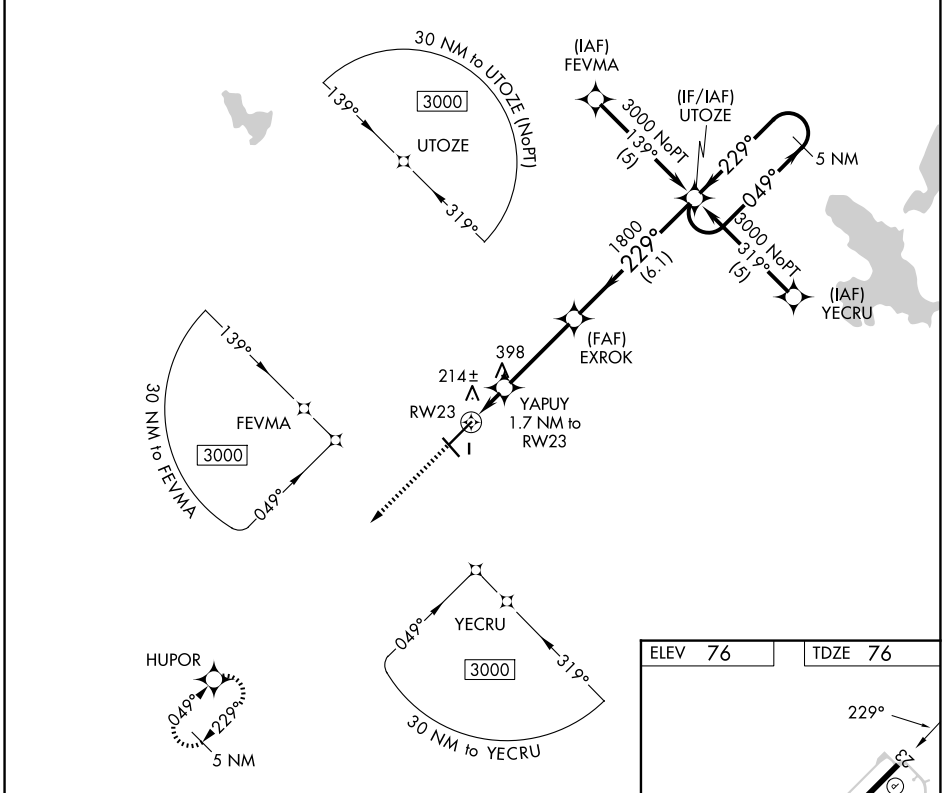 30 NM to UTOZE (NoPT)
139°
3000
UTOZE
319°
(IAF)
FEVMA
3000 NoPT
139°
(5)
(IF/IAF)
UTOZE
229°
049°
5 NM
3000 NoPT
319°
(5)
(IAF)
YECRU
1800
229°
(6.1)
(FAF)
EXROK
398
214±
YAPUY
1.7 NM to
RW23
RW23
139°
FEVMA
3000
30 NM to FEVMA
049°
YECRU
049°
3000
319°
30 NM to YECRU
HUPOR
049°
229°
5 NM
ELEV 76
TDZE 76
229°
23
P